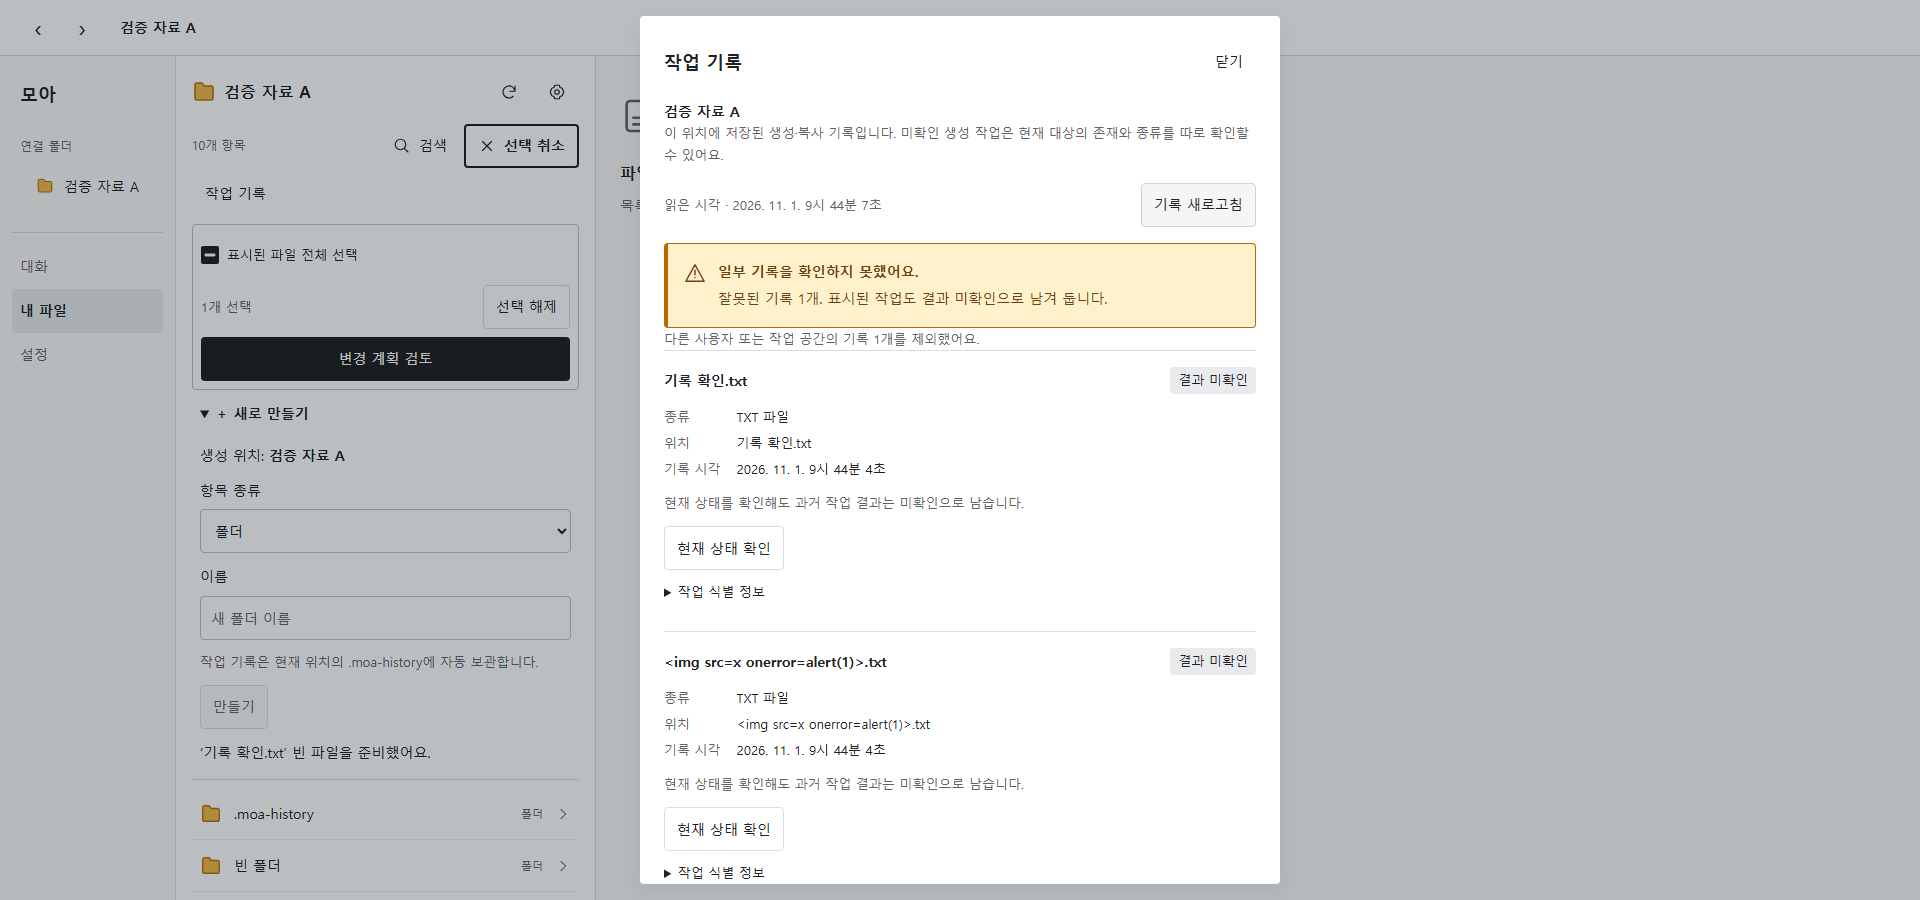 검증 자료 A
모아
연결 폴더
검증 자료 A
대화
내 파일
설정
검증 자료 A
10개 항목
검색
선택 취소
작업 기록
표시된 파일 전체 선택
1개 선택
선택 해제
변경 계획 검토
+ 새로 만들기
생성 위치: 검증 자료 A
항목 종류
폴더
이름
새 폴더 이름
작업 기록은 현재 위치의 .moa-history에 자동 보관합니다.
만들기
‘기록 확인.txt’ 빈 파일을 준비했어요.
.moa-history
폴더
빈 폴더
폴더
작업 기록
닫기
검증 자료 A
이 위치에 저장된 생성·복사 기록입니다. 미확인 생성 작업은 현재 대상의 존재와 종류를 따로 확인할
수 있어요.
읽은 시각 · 2026. 11. 1. 9시 44분 7초
기록 새로고침
일부 기록을 확인하지 못했어요.
잘못된 기록 1개. 표시된 작업도 결과 미확인으로 남겨 둡니다.
다른 사용자 또는 작업 공간의 기록 1개를 제외했어요.
기록 확인.txt
결과 미확인
종류
TXT 파일
위치
기록 확인.txt
기록 시각
2026. 11. 1. 9시 44분 4초
현재 상태를 확인해도 과거 작업 결과는 미확인으로 남습니다.
현재 상태 확인
작업 식별 정보
<img src=x onerror=alert(1)>.txt
결과 미확인
종류
TXT 파일
위치
<img src=x onerror=alert(1)>.txt
기록 시각
2026. 11. 1. 9시 44분 4초
현재 상태를 확인해도 과거 작업 결과는 미확인으로 남습니다.
현재 상태 확인
작업 식별 정보